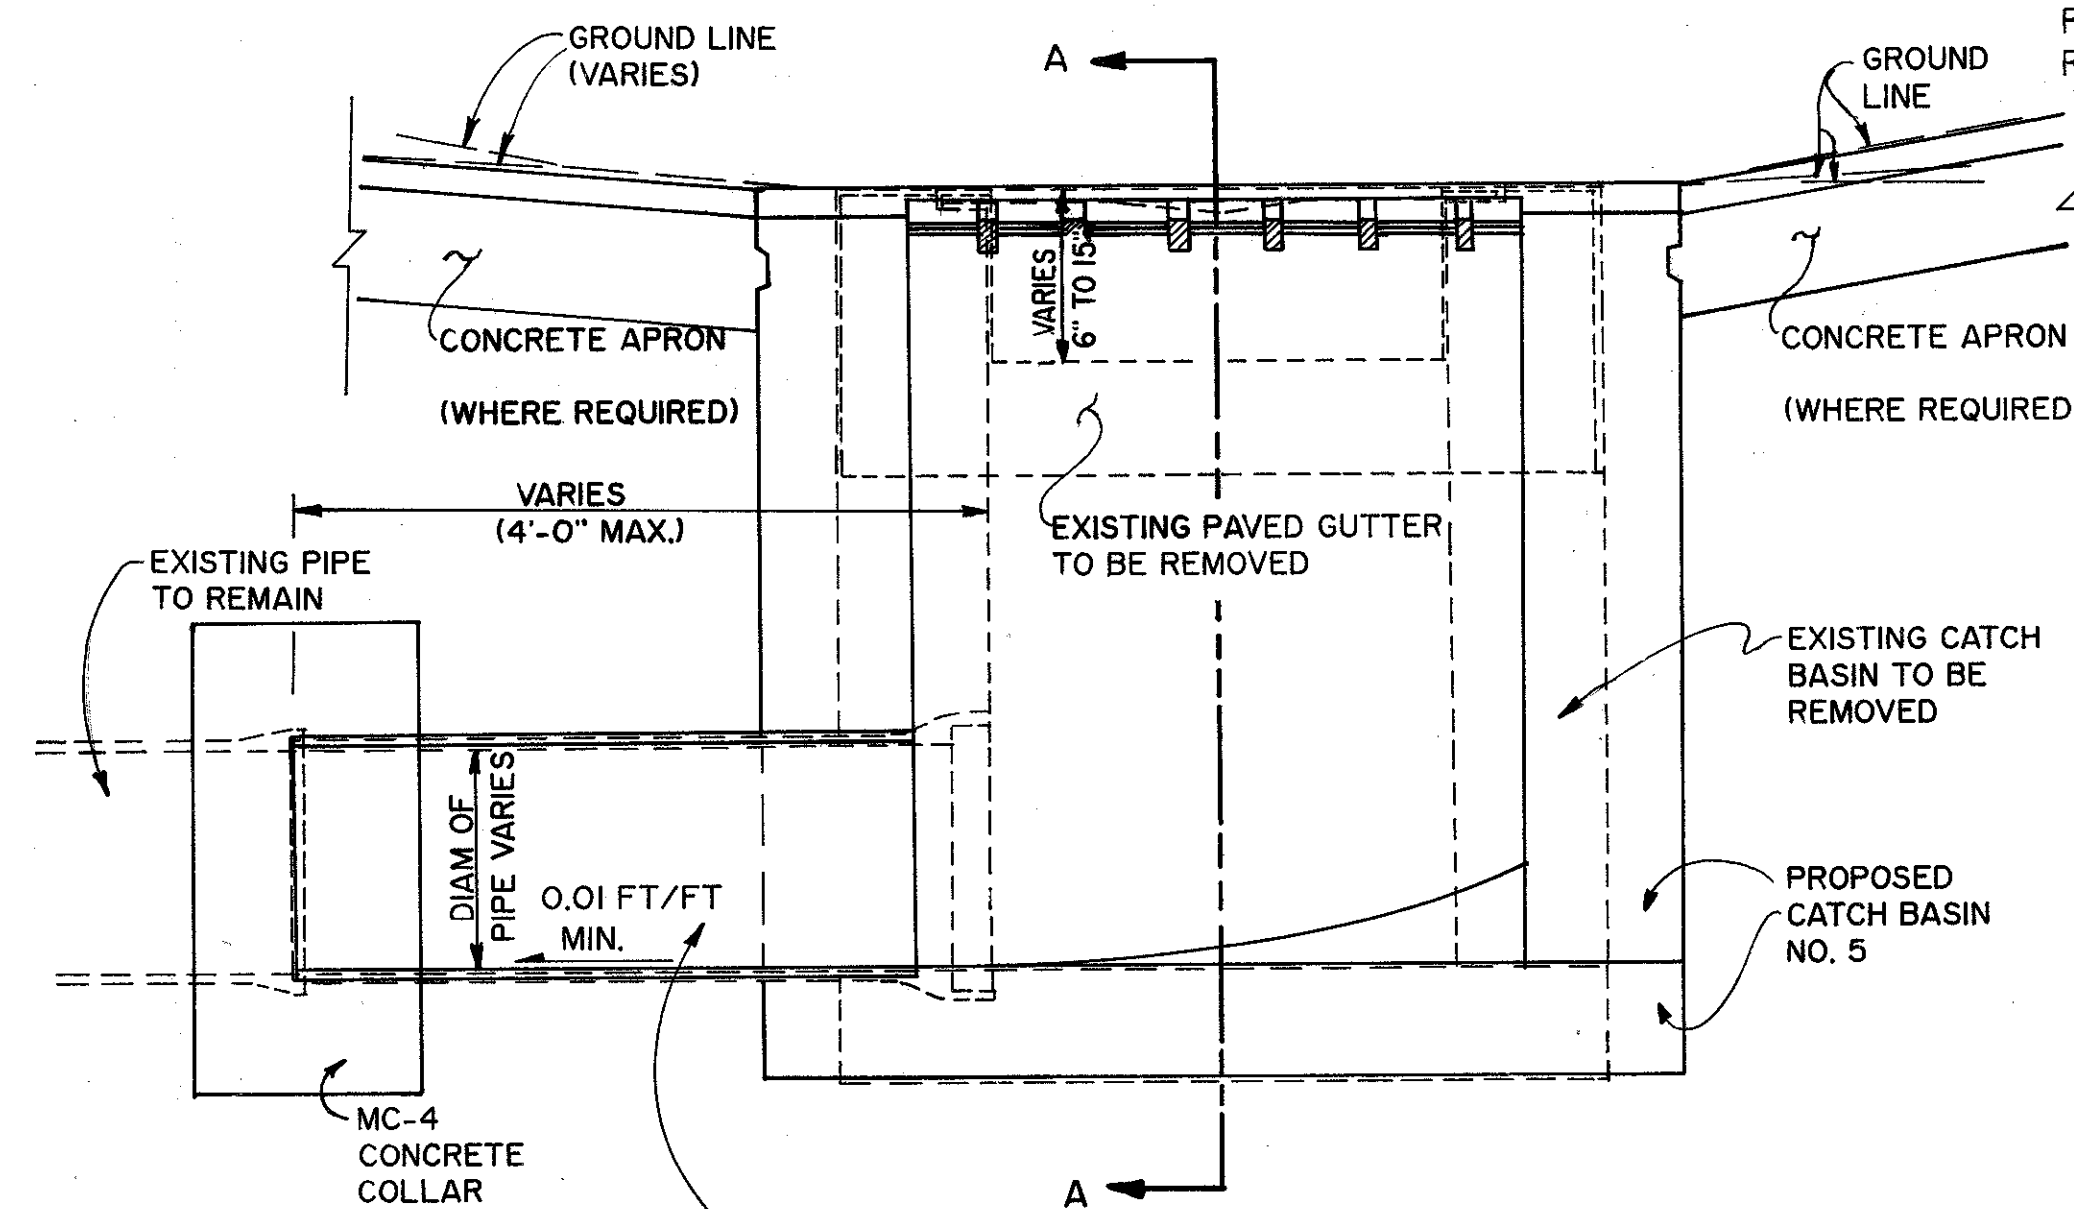 GROUND LINE
(VARIES)
A
GROUND
LINE
VARIES
6" TO 15"
CONCRETE APRON
(WHERE REQUIRED)
CONCRETE APRON
(WHERE REQUIRED
VARIES
(4'-0" MAX.)
EXISTING PAVED GUTTER
TO BE REMOVED
EXISTING PIPE
TO REMAIN
EXISTING CATCH
BASIN TO BE
REMOVED
DIAM OF
PIPE VARIES
0.01 FT/FT
MIN.
PROPOSED
CATCH BASIN
NO. 5
MC-4
CONCRETE
COLLAR
A